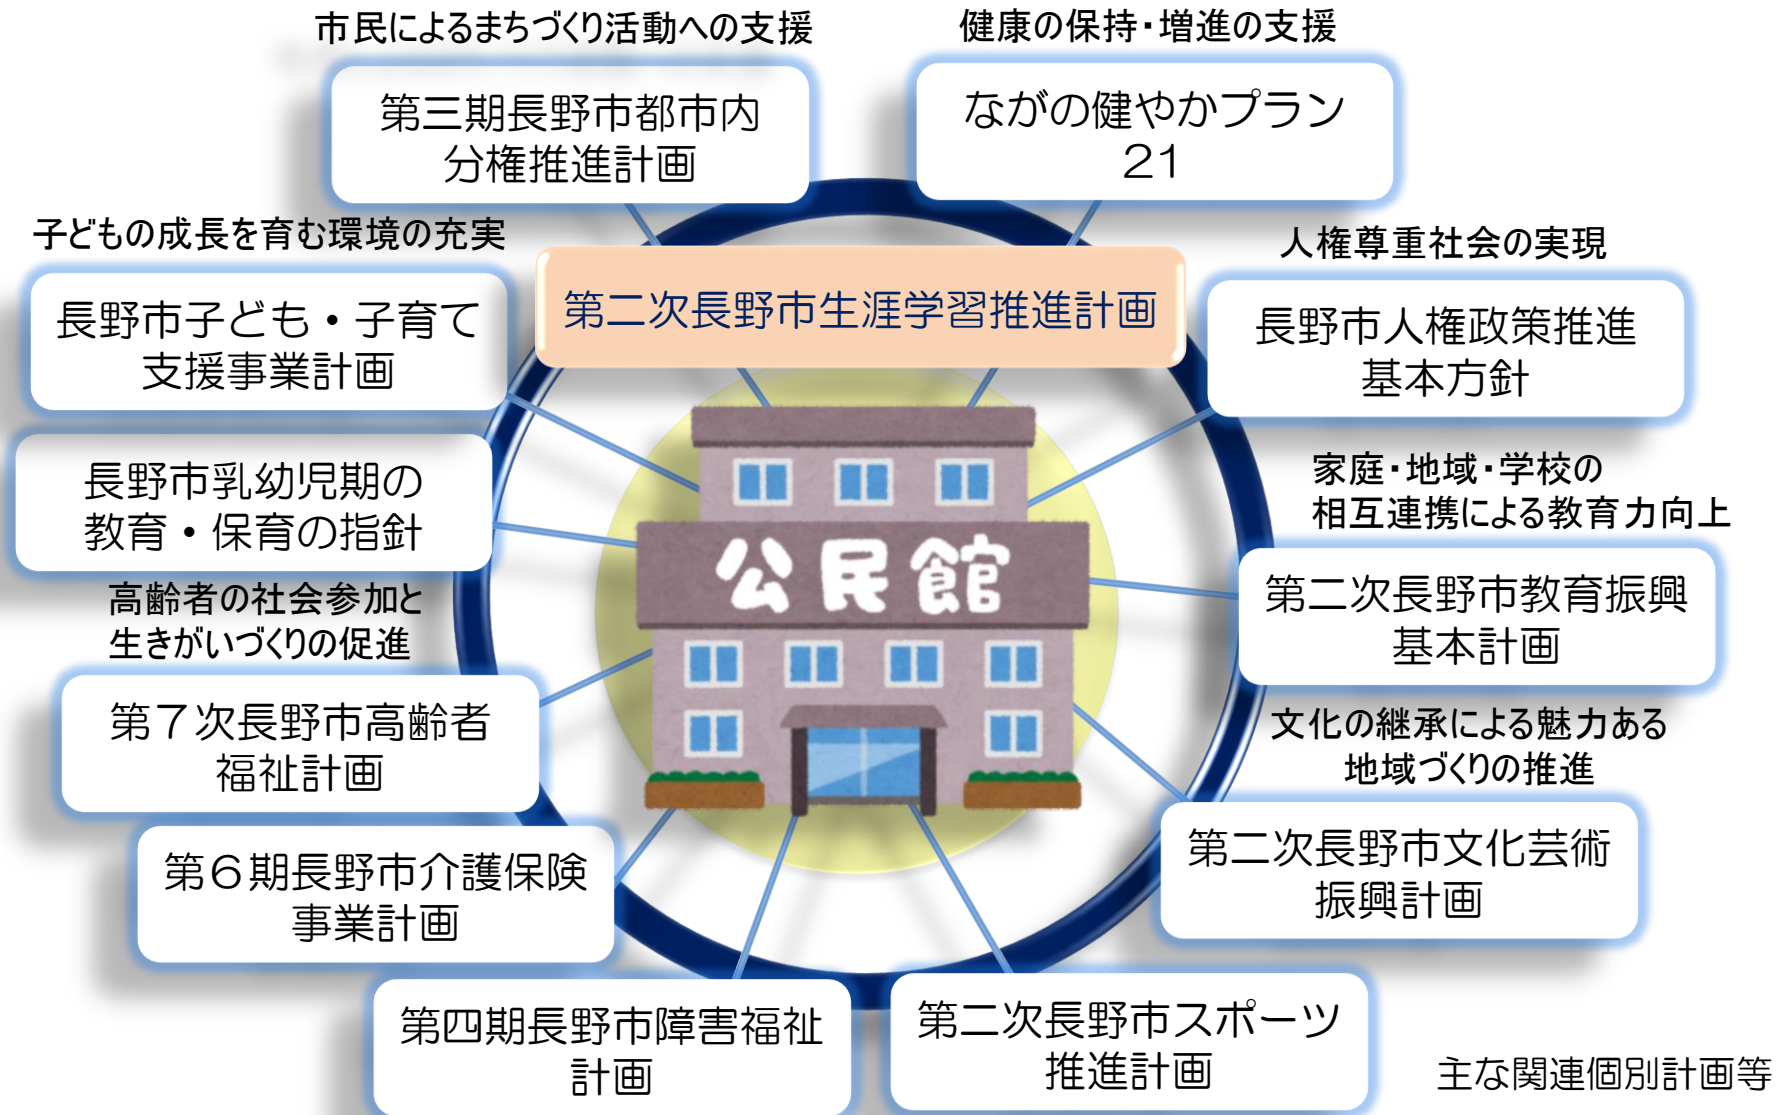 市民によるまちづくり活動への支援
第三期長野市都市内
分権推進計画
健康の保持・増進の支援
ながの健やかプラン
21
子どもの成長を育む環境の充実
長野市子ども・子育て
支援事業計画
第二次長野市生涯学習推進計画
人権尊重社会の実現
長野市人権政策推進
基本方針
長野市乳幼児期の
教育・保育の指針
家庭・地域・学校の
相互連携による教育力向上
第二次長野市教育振興
基本計画
公民館
高齢者の社会参加と
生きがいづくりの促進
第７次長野市高齢者
福祉計画
文化の継承による魅力ある
地域づくりの推進
第二次長野市文化芸術
振興計画
第６期長野市介護保険
事業計画
第四期長野市障害福祉
計画
第二次長野市スポーツ
推進計画
主な関連個別計画等